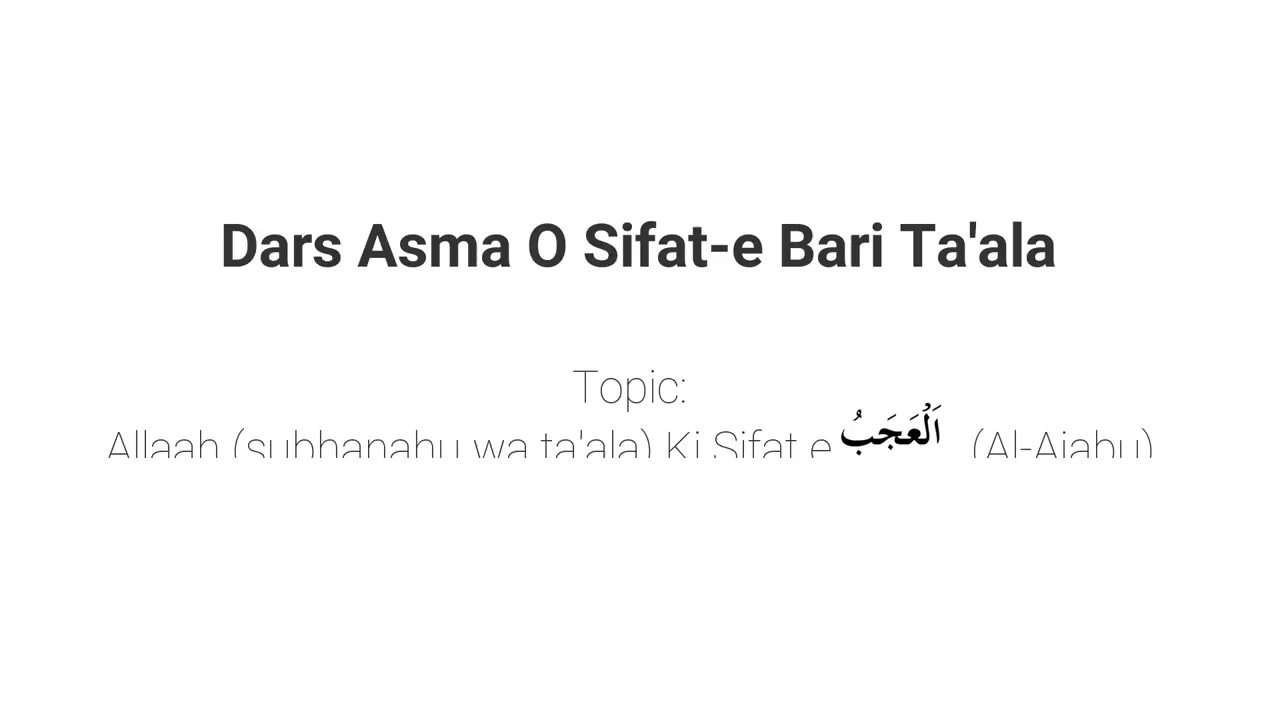 Dars Asma O Sifat-e Bari Ta'ala
Topic:
Allaah (subhanahu wa ta'ala) Ki Sifat e اَلْعَجَبُ (Al-Ajabu)